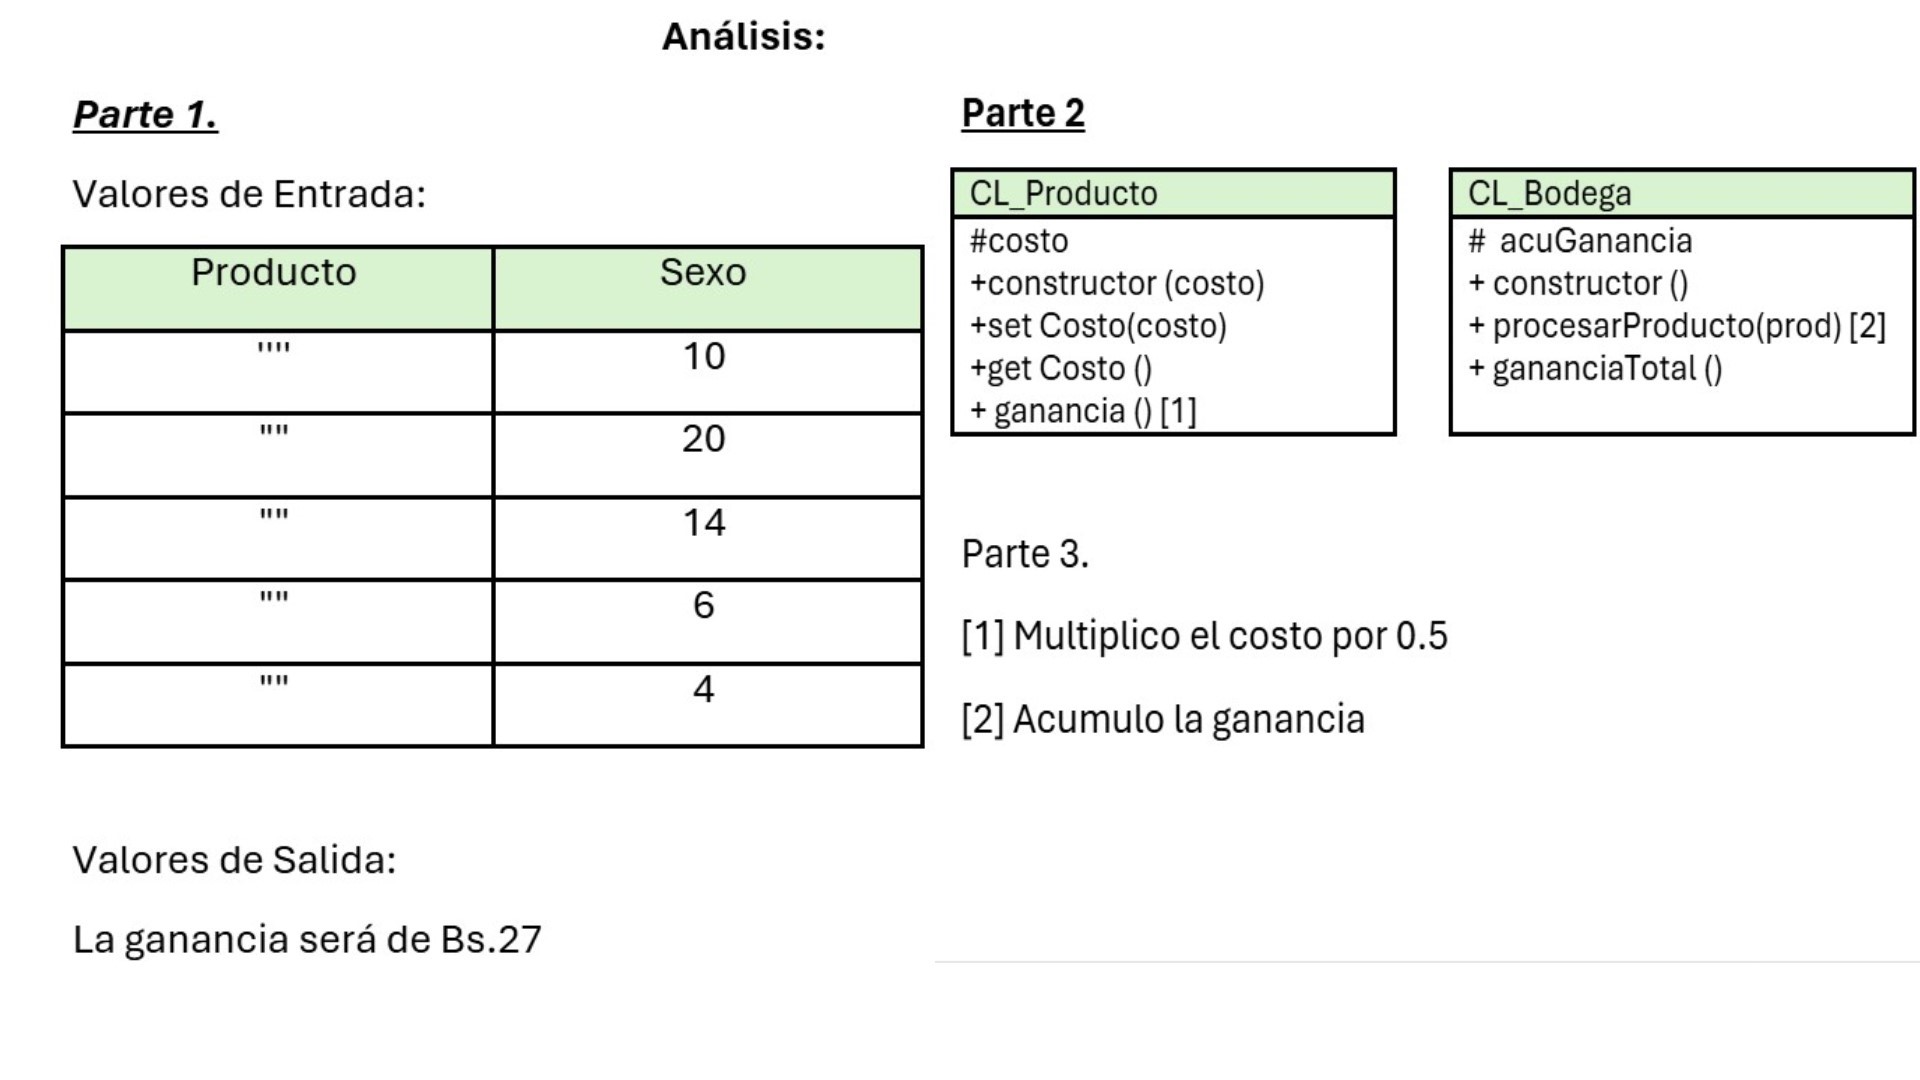 Análisis:
Parte 1.
Valores de Entrada:
Producto Sexo
"" 10
"" 20
"" 14
"" 6
"" 4
Valores de Salida:
La ganancia será de Bs.27
Parte 2
CL_Producto
#costo
+constructor (costo)
+set Costo(costo)
+get Costo ()
+ ganancia () [1]
CL_Bodega
# acuGanancia
+ constructor ()
+ procesarProducto(prod) [2]
+ gananciaTotal ()
Parte 3.
[1] Multiplico el costo por 0.5
[2] Acumulo la ganancia